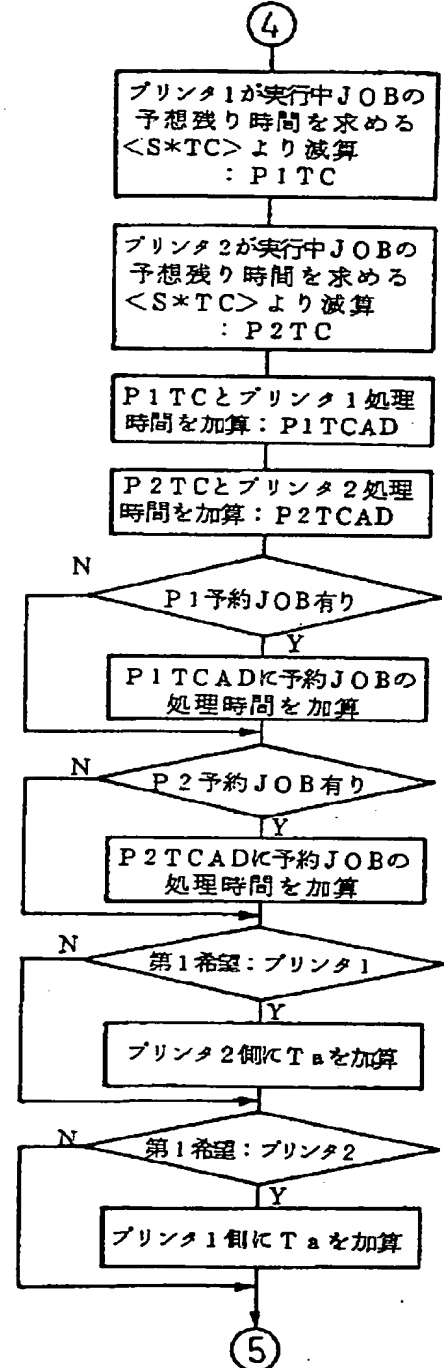 4
プリンタ1が実行中JOBの
予想残り時間を求める
<S*TC>より減算
:P1TC
プリンタ2が実行中JOBの
予想残り時間を求める
<S*TC>より減算
:P2TC
P1TCとプリンタ1処理
時間を加算:P1TCAD
P2TCとプリンタ2処理
時間を加算:P2TCAD
N
P1予約JOB有り
Y
P1TCADに予約JOBの
処理時間を加算
N
P2予約JOB有り
Y
P2TCADに予約JOBの
処理時間を加算
N
第1希望:プリンタ1
Y
プリンタ2側にTaを加算
N
第1希望:プリンタ2
Y
プリンタ1側にTaを加算
5